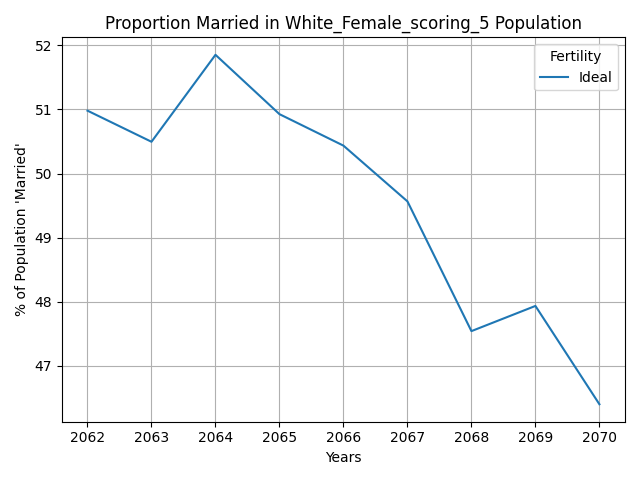 Proportion Married in White_Female_scoring_5 Population
52
51
50
49
48
47
% of Population 'Married'
Fertility
Ideal
2062 2063 2064 2065 2066 2067 2068 2069 2070
Years